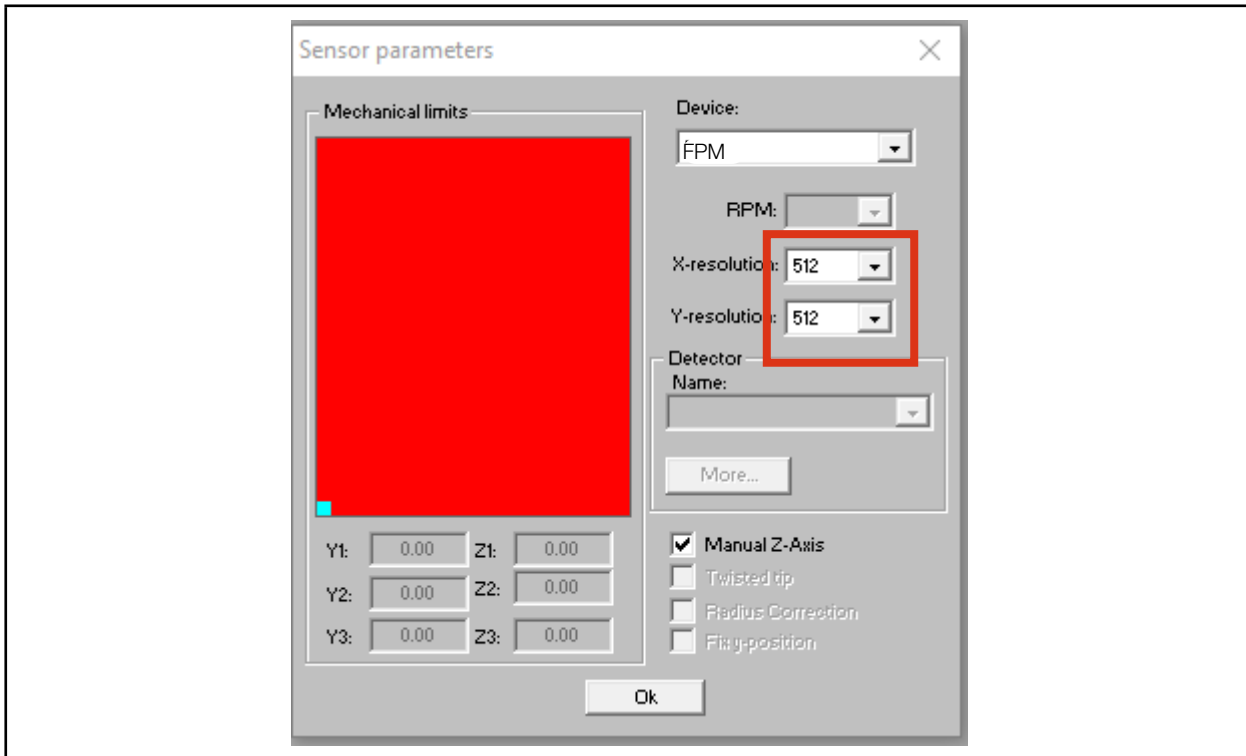 Sensor parameters
Mechanical limits
Device:
FPM
RPM:
X-resolution: 512
Y-resolution: 512
Detector
Name:
More...
Y1: 0.00 Z1: 0.00
Y2: 0.00 Z2: 0.00
Y3: 0.00 Z3: 0.00
Manual Z-Axis
Twisted tip
Radius Correction
Fix y-position
Ok